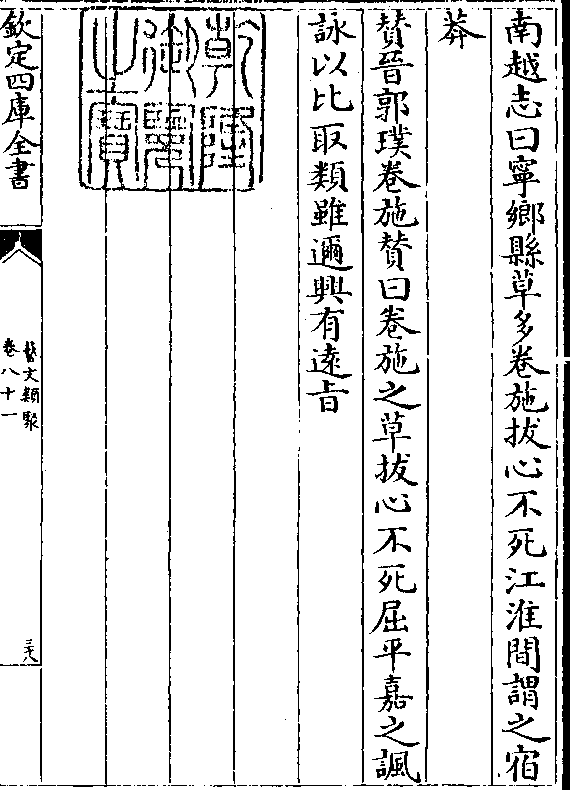 南越志曰寧鄉縣草多卷施拔心不死江淮間謂之宿
莽
賛晉郭璞卷施賛曰卷施之草拔心不死屈平嘉之諷
詠以比取類雖邇興有遠旨
乾隆
御覽
之寳
欽定四庫全書
藝文類聚
卷八十一
三八